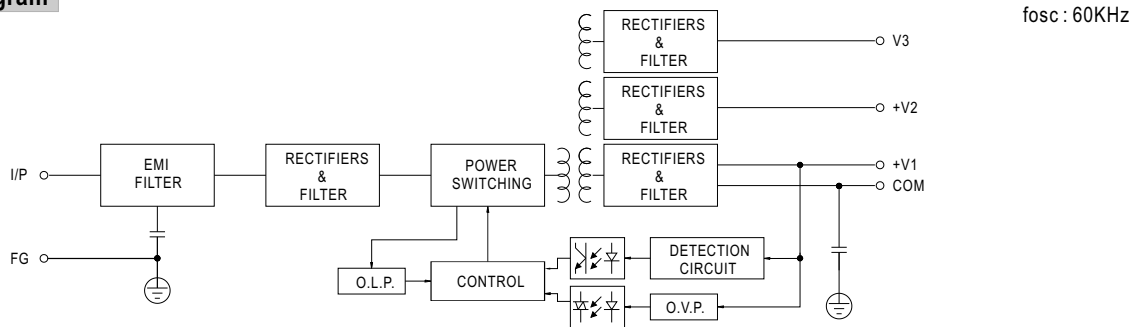 gram
fosc : 60KHz
RECTIFIERS
&
FILTER
V3
RECTIFIERS
&
FILTER
+V2
I/P
EMI
FILTER
RECTIFIERS
&
FILTER
POWER
SWITCHING
RECTIFIERS
&
FILTER
+V1
COM
FG
O.L.P.
CONTROL
DETECTION
CIRCUIT
O.V.P.